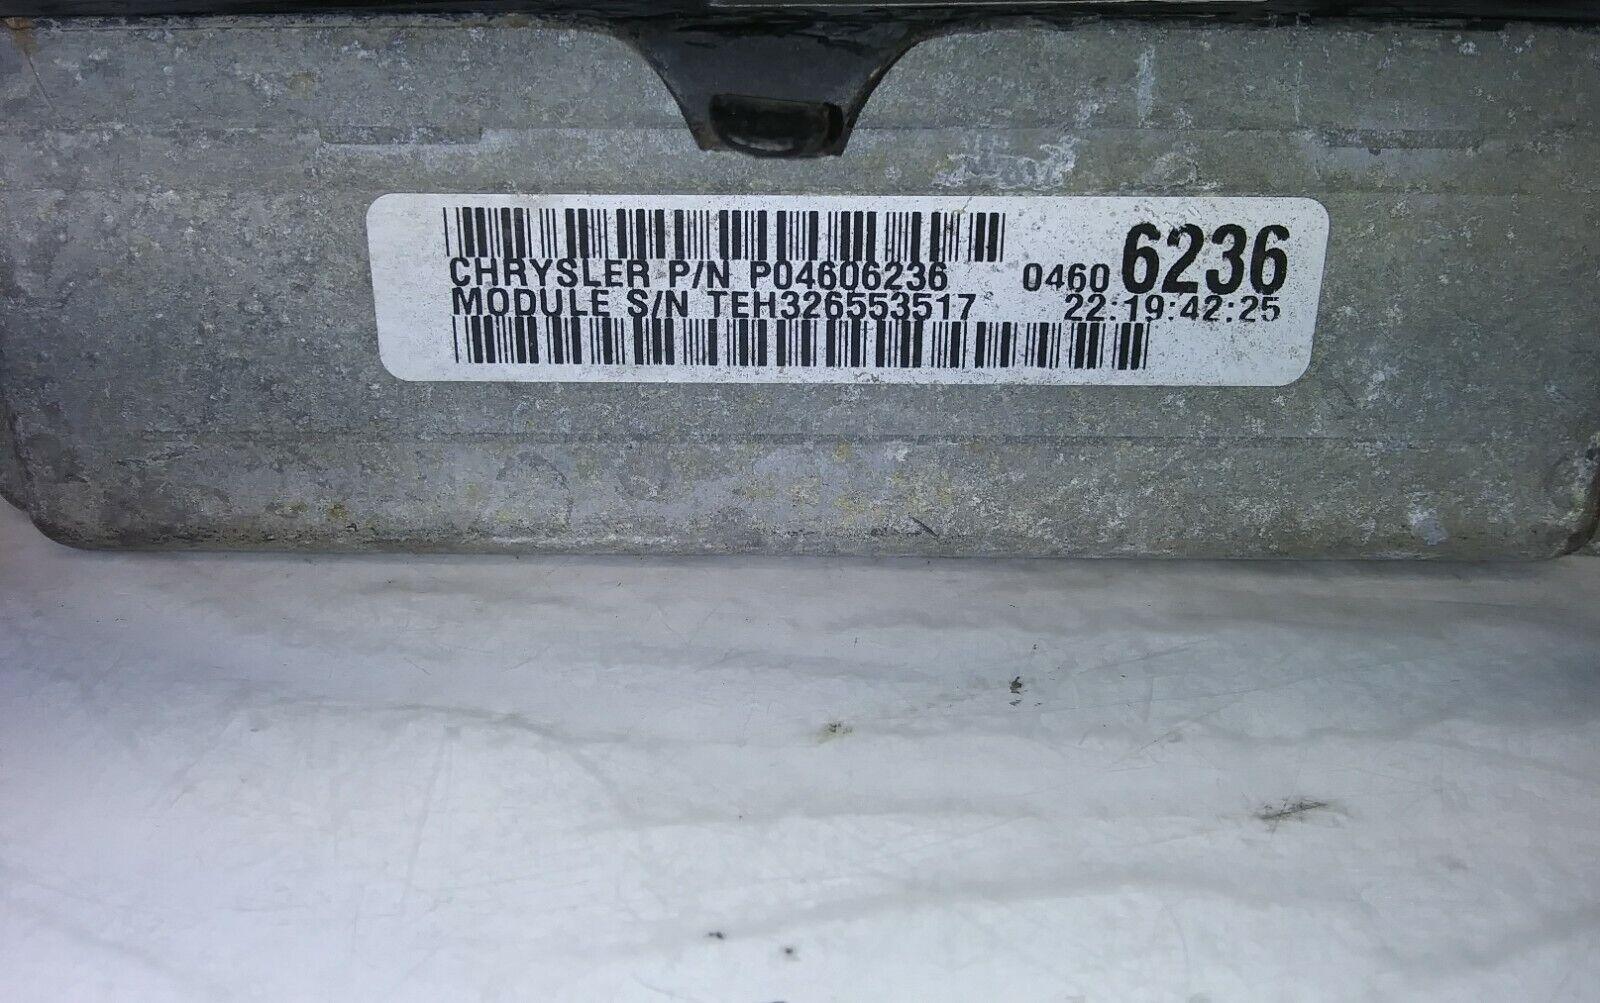 CHRYSLER P/N P04606236 0460 6236
MODULE S/N TEH326553517 22:19:42:25